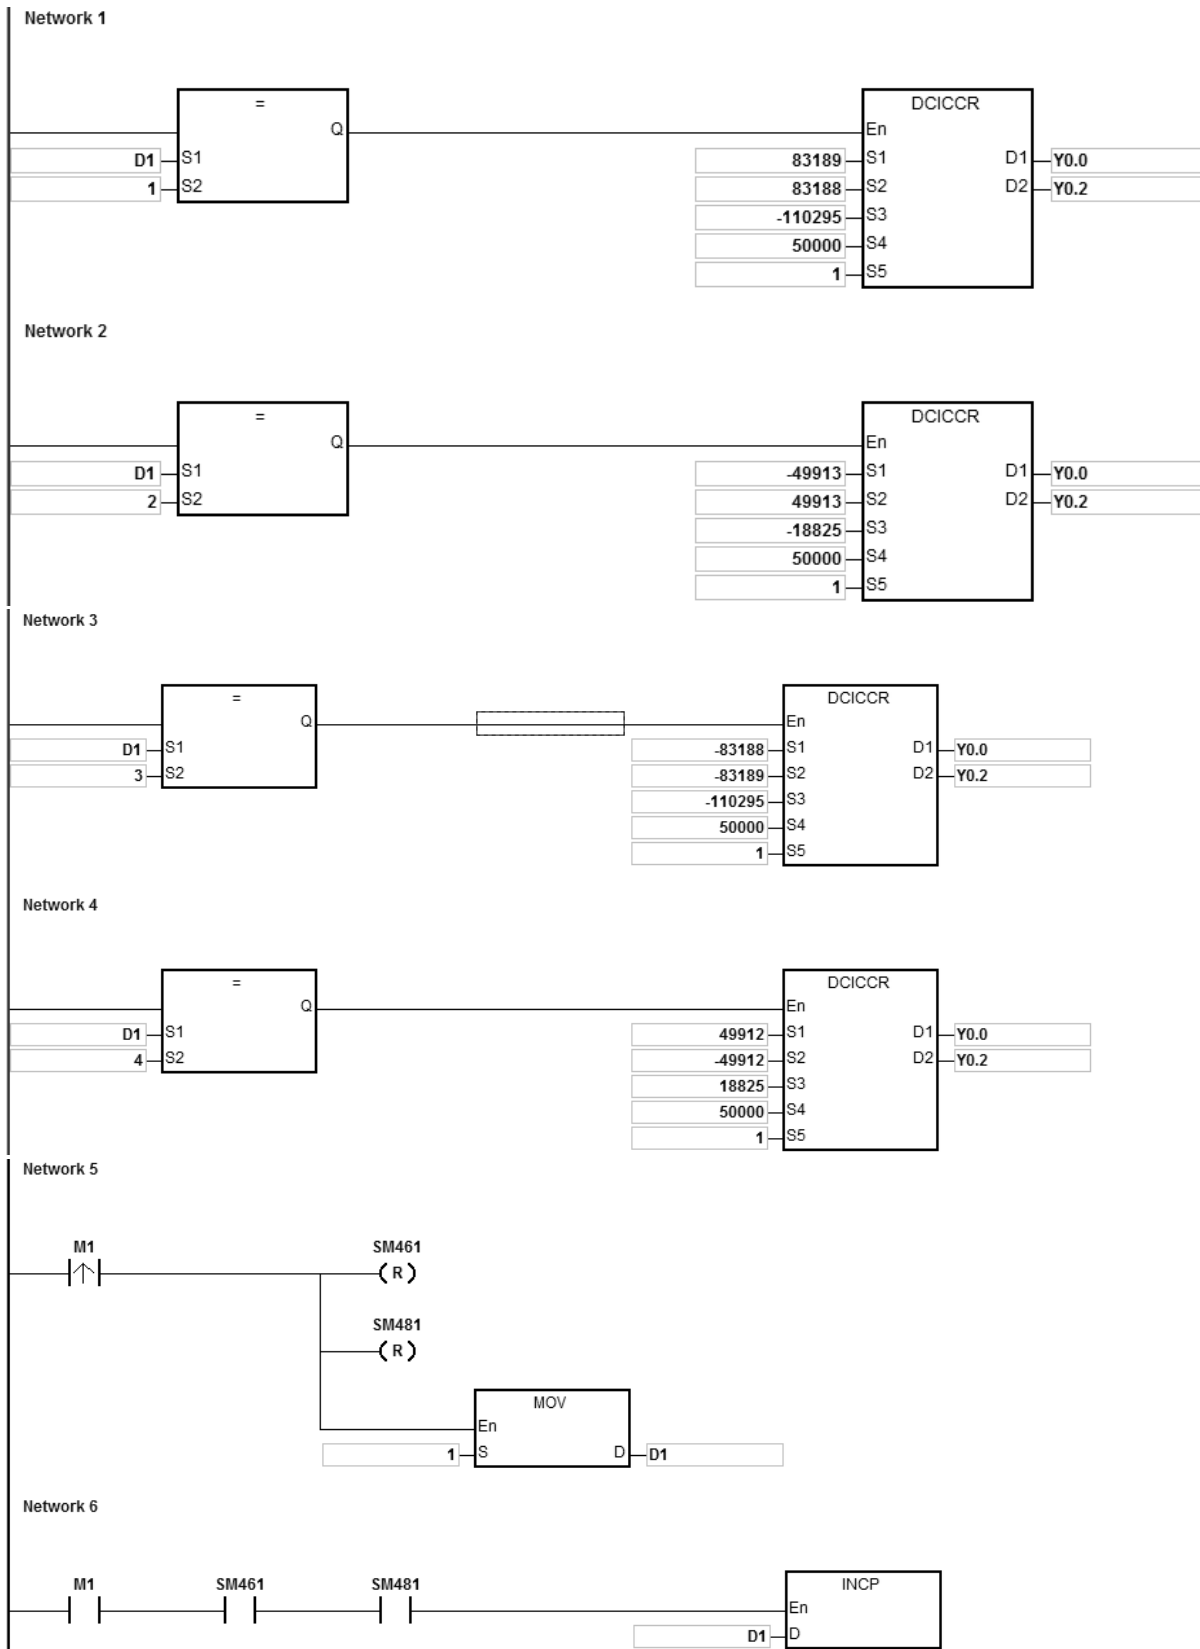 Network 1
=
Q
D1 S1
1 S2
DCICCR
En
83189 S1 D1 Y0.0
83188 S2 D2 Y0.2
-110295 S3
50000 S4
1 S5
Network 2
=
Q
D1 S1
2 S2
DCICCR
En
-49913 S1 D1 Y0.0
49913 S2 D2 Y0.2
-18825 S3
50000 S4
1 S5
Network 3
=
Q
D1 S1
3 S2
DCICCR
En
-83188 S1 D1 Y0.0
-83189 S2 D2 Y0.2
-110295 S3
50000 S4
1 S5
Network 4
=
Q
D1 S1
4 S2
DCICCR
En
49912 S1 D1 Y0.0
-49912 S2 D2 Y0.2
18825 S3
50000 S4
1 S5
Network 5
M1 SM461
R
SM481
R
MOV
En
1 S D D1
Network 6
M1 SM461 SM481 INCP
En
D1 D